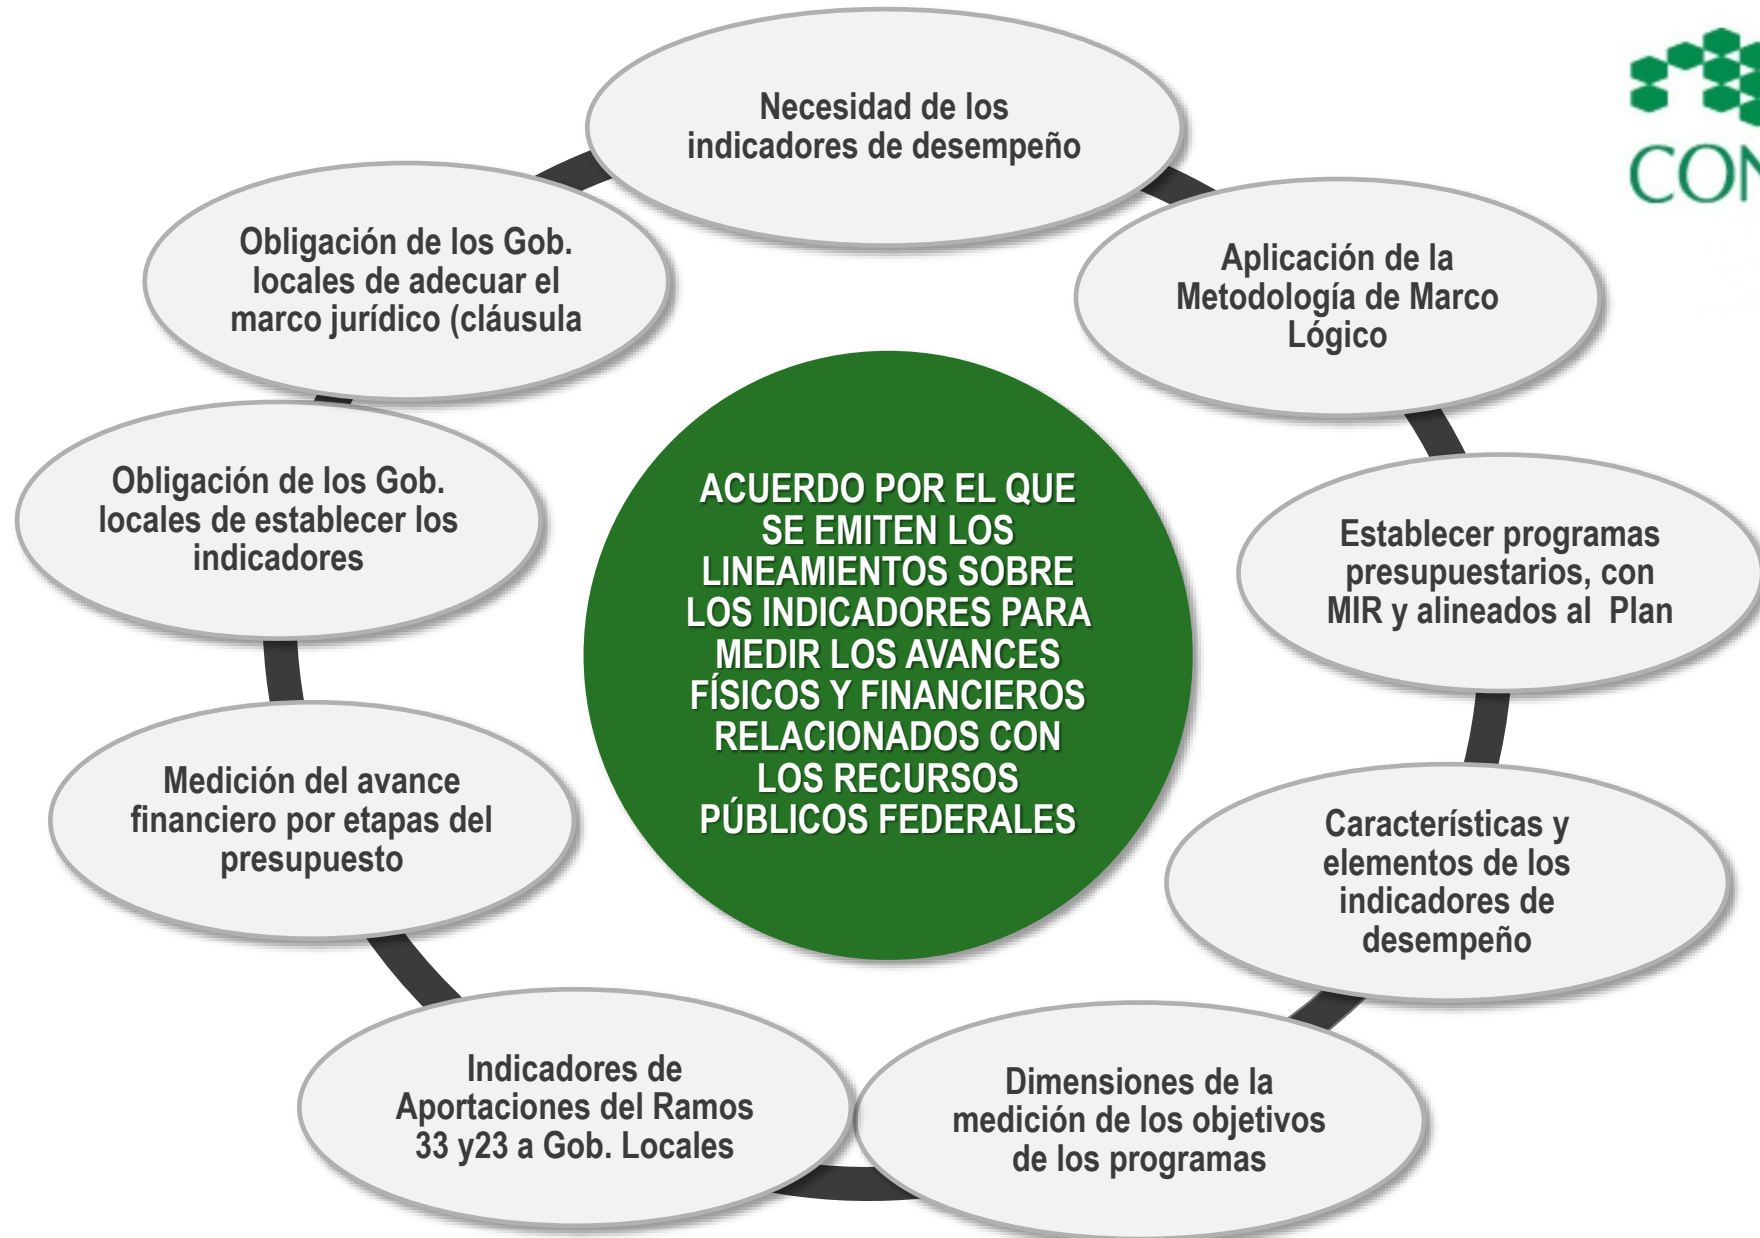 Necesidad de los
indicadores de desempeño
CON
Aplicación de la
Metodología de Marco
Lógico
Establecer programas
presupuestarios, con
MIR y alineados al  Plan
Características y
elementos de los
indicadores de
desempeño
Dimensiones de la
medición de los objetivos
de los programas
Indicadores de
Aportaciones del Ramos
33 y23 a Gob. Locales
Medición del avance
financiero por etapas del
presupuesto
Obligación de los Gob.
locales de establecer los
indicadores
Obligación de los Gob.
locales de adecuar el
marco jurídico (cláusula
ACUERDO POR EL QUE
SE EMITEN LOS
LINEAMIENTOS SOBRE
LOS INDICADORES PARA
MEDIR LOS AVANCES
FÍSICOS Y FINANCIEROS
RELACIONADOS CON
LOS RECURSOS
PÚBLICOS FEDERALES